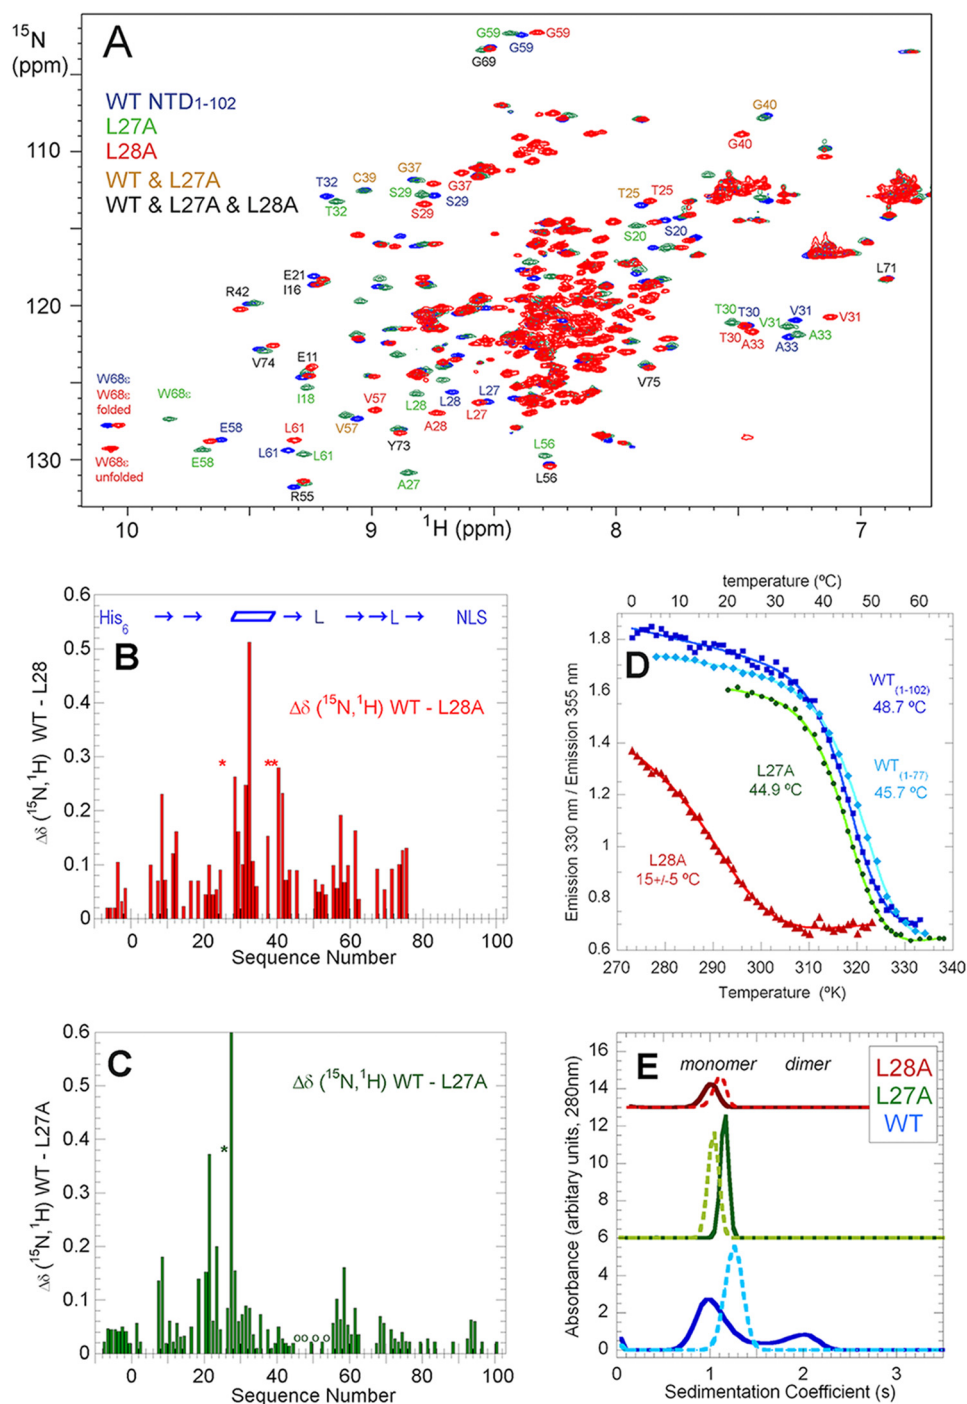 A
15N
(ppm)
WT NTD1-102
L27A
L28A
WT & L27A
WT & L27A & L28A
G59
G59
G59
G69
G40
G40
T32
T32
C39
G37
S29
G37
S29
S29
T25
T25
S20
S20
E21
I16
R42
L71
T30
T30
V31
V31
V31
T30
A33
A33
A33
V74
E11
I18
V75
W68ε
W68ε
folded
W68ε
W68ε
unfolded
E58
E58
L61
L61
L61
V57
V57
L28
L28
L27
L27
A28
Y73
A27
L56
L56
R55
110
120
130
10
9
8
7
1H (ppm)
B
His6
L
L
NLS
Δδ (15N,1H) WT - L28A
**
*
Δδ (15N,1H) WT - L28
0.6
0.5
0.4
0.3
0.2
0.1
0
0
20
40
60
80
100
Sequence Number
C
Δδ (15N,1H) WT - L27A
*
oo o o
Δδ (15N,1H) WT - L27A
0.6
0.5
0.4
0.3
0.2
0.1
0
0
20
40
60
80
100
Sequence Number
temperature (ºC)
0
10
20
30
40
50
60
D
WT(1-102)
48.7 ºC
WT(1-77)
45.7 ºC
L27A
44.9 ºC
L28A
15+/-5 ºC
Emission 330 nm / Emission 355 nm
1.8
1.6
1.4
1.2
1
0.8
0.6
270
280
290
300
310
320
330
340
Temperature (ºK)
E
monomer
dimer
L28A
L27A
WT
Absorbance (arbitary units, 280nm)
16
14
12
10
8
6
4
2
0
0
1
2
3
Sedimentation Coefficient (s)